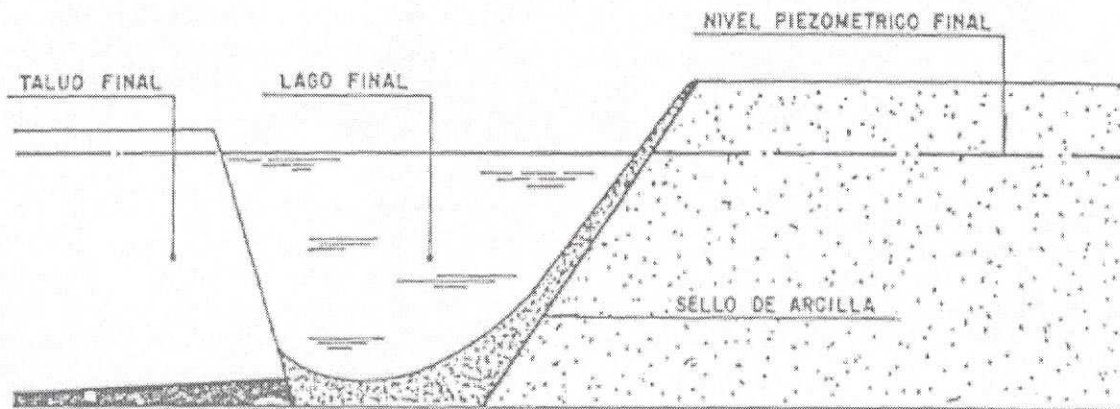 NIVEL PIEZOMETRICO FINAL
TALUD FINAL
LAGO FINAL
SELLO DE ARCILLA